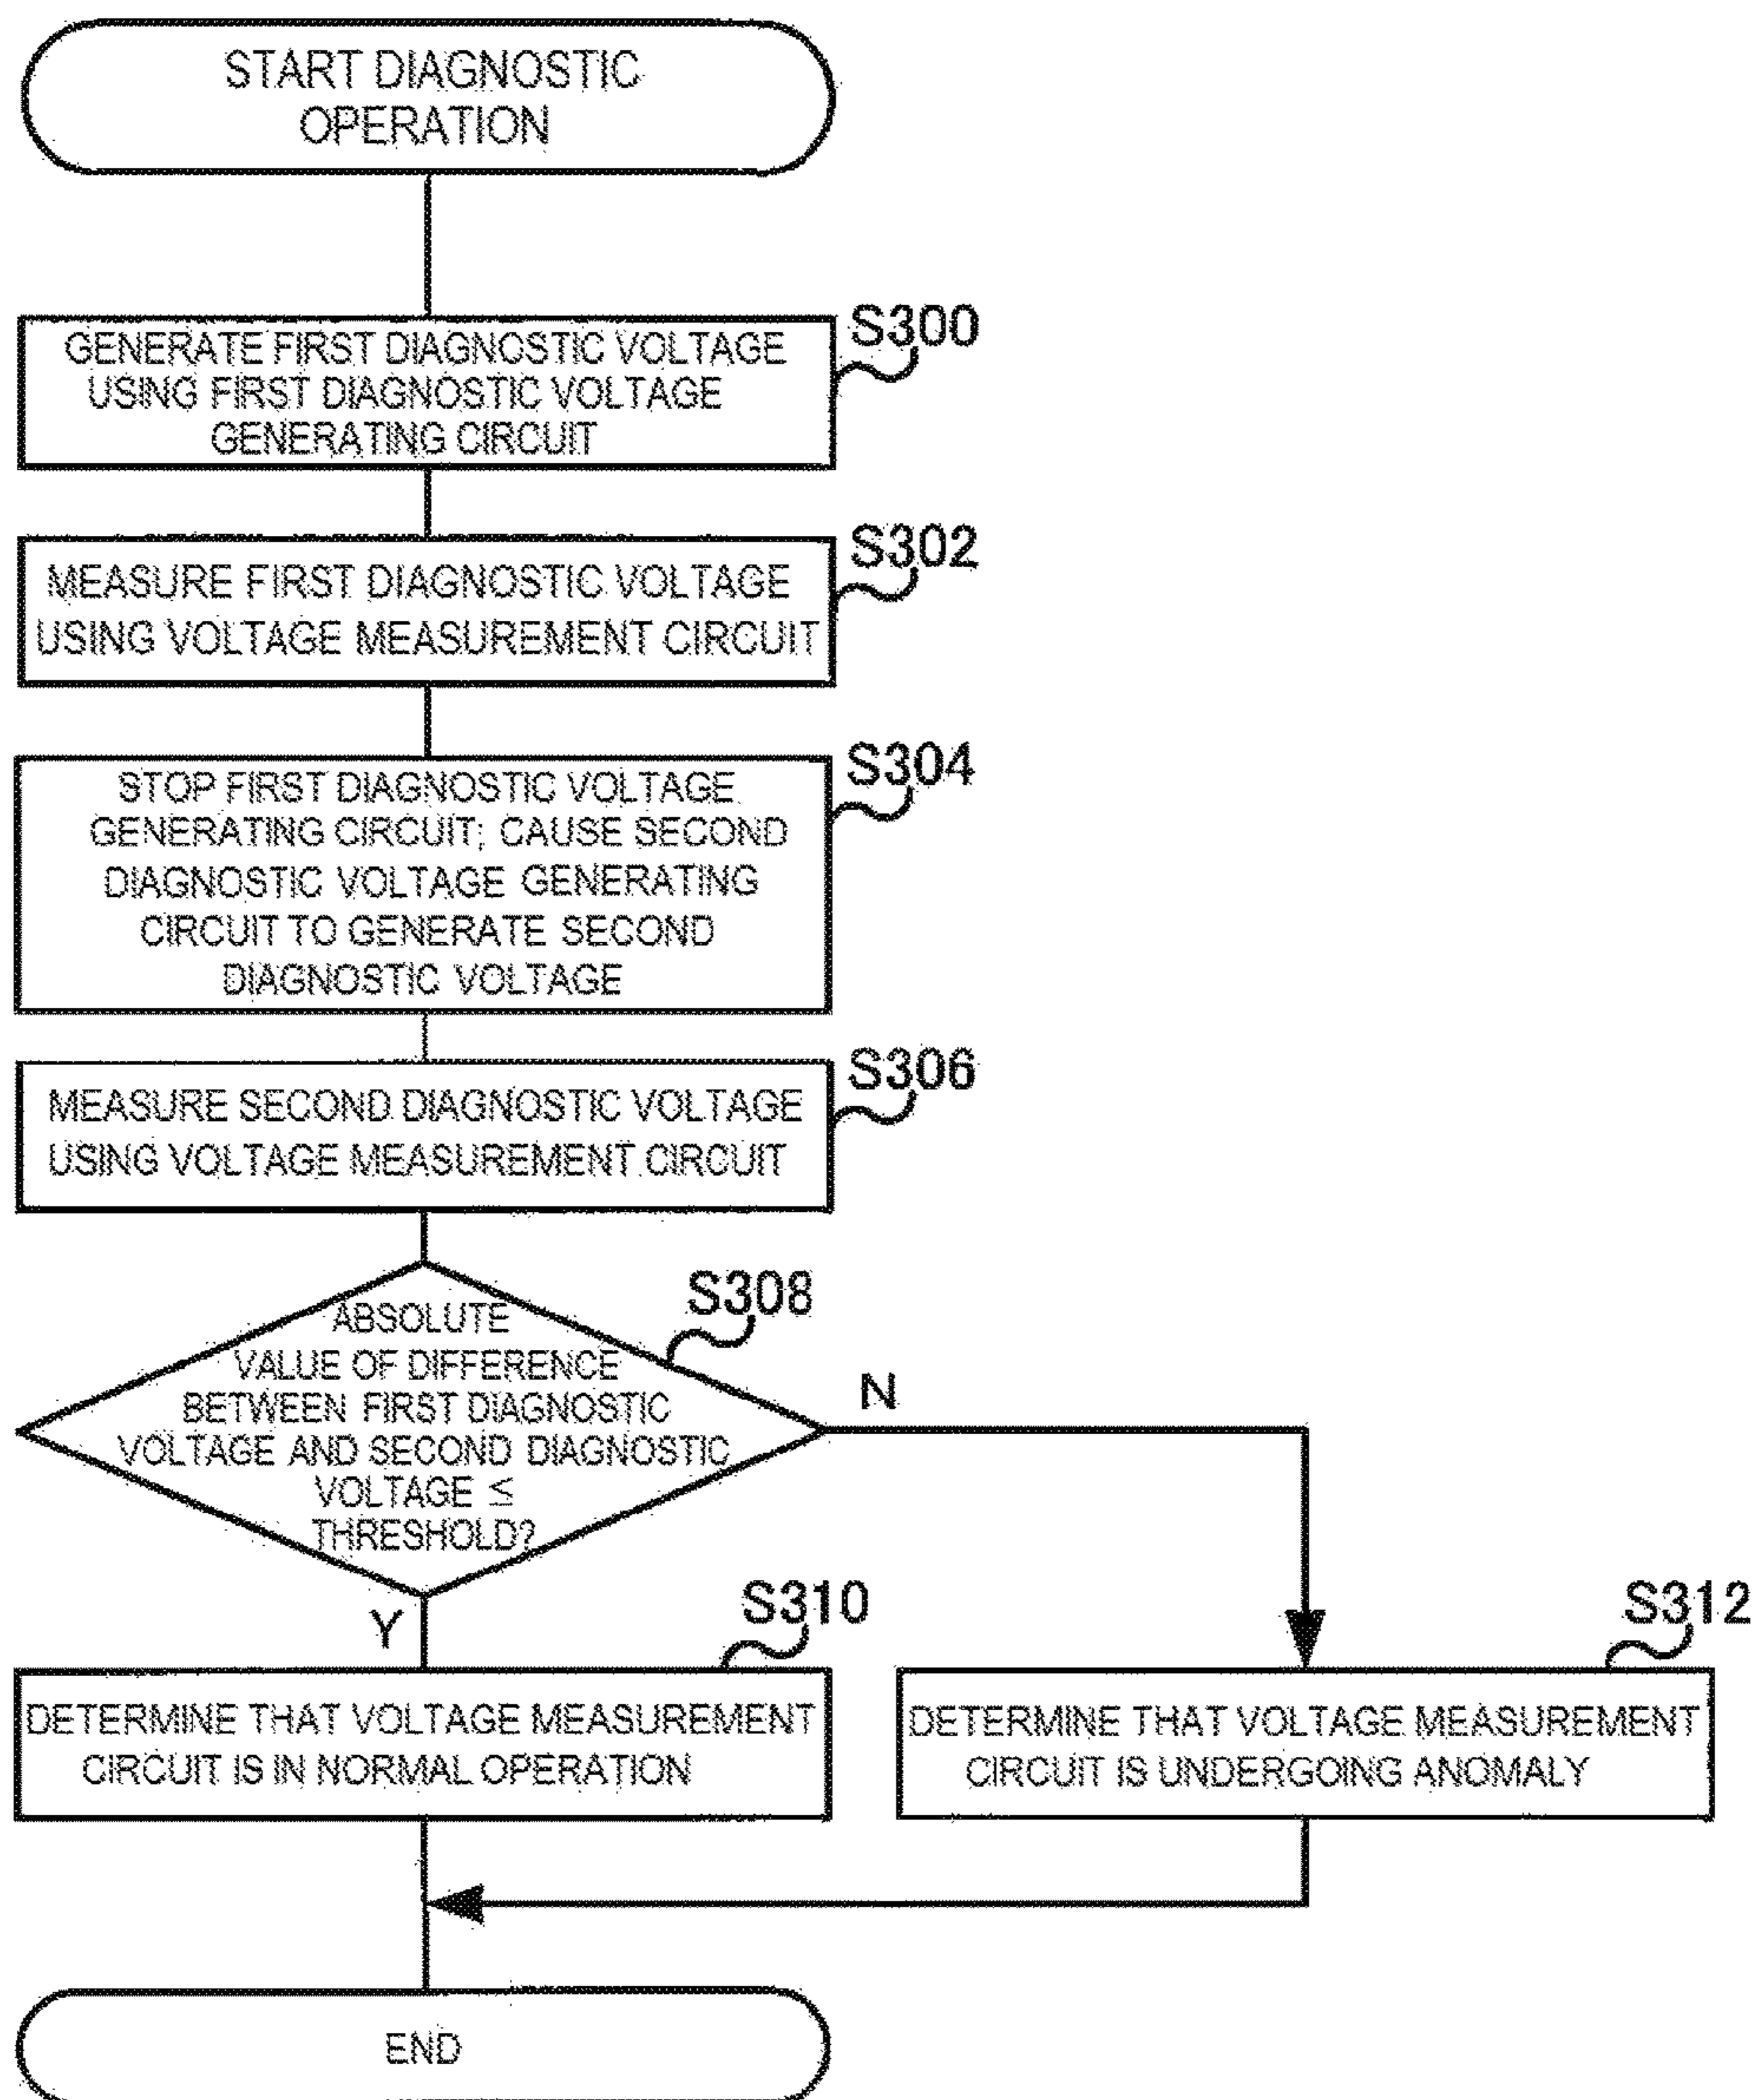 START DIAGNOSTIC
OPERATION
S300
GENERATE FIRST DIAGNOSTIC VOLTAGE
USING FIRST DIAGNOSTIC VOLTAGE
GENERATING CIRCUIT
S302
MEASURE FIRST DIAGNOSTIC VOLTAGE
USING VOLTAGE MEASUREMENT CIRCUIT
S304
STOP FIRST DIAGNOSTIC VOLTAGE
GENERATING CIRCUIT; CAUSE SECOND
DIAGNOSTIC VOLTAGE GENERATING
CIRCUIT TO GENERATE SECOND
DIAGNOSTIC VOLTAGE
S306
MEASURE SECOND DIAGNOSTIC VOLTAGE
USING VOLTAGE MEASUREMENT CIRCUIT
S308
ABSOLUTE
VALUE OF DIFFERENCE
BETWEEN FIRST DIAGNOSTIC
VOLTAGE AND SECOND DIAGNOSTIC
VOLTAGE ≤
THRESHOLD?
N
Y
S310
DETERMINE THAT VOLTAGE MEASUREMENT
CIRCUIT IS IN NORMAL OPERATION
S312
DETERMINE THAT VOLTAGE MEASUREMENT
CIRCUIT IS UNDERGOING ANOMALY
END